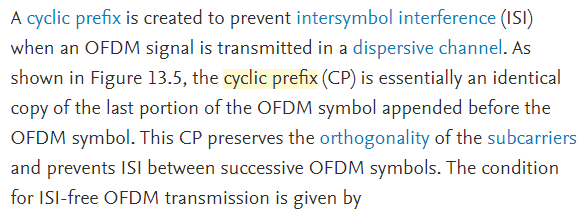 A cyclic prefix is created to prevent intersymbol interference (ISI)
when an OFDM signal is transmitted in a dispersive channel. As
shown in Figure 13.5, the cyclic prefix (CP) is essentially an identical
copy of the last portion of the OFDM symbol appended before the
OFDM symbol. This CP preserves the orthogonality of the subcarriers
and prevents ISI between successive OFDM symbols. The condition
for ISI-free OFDM transmission is given by